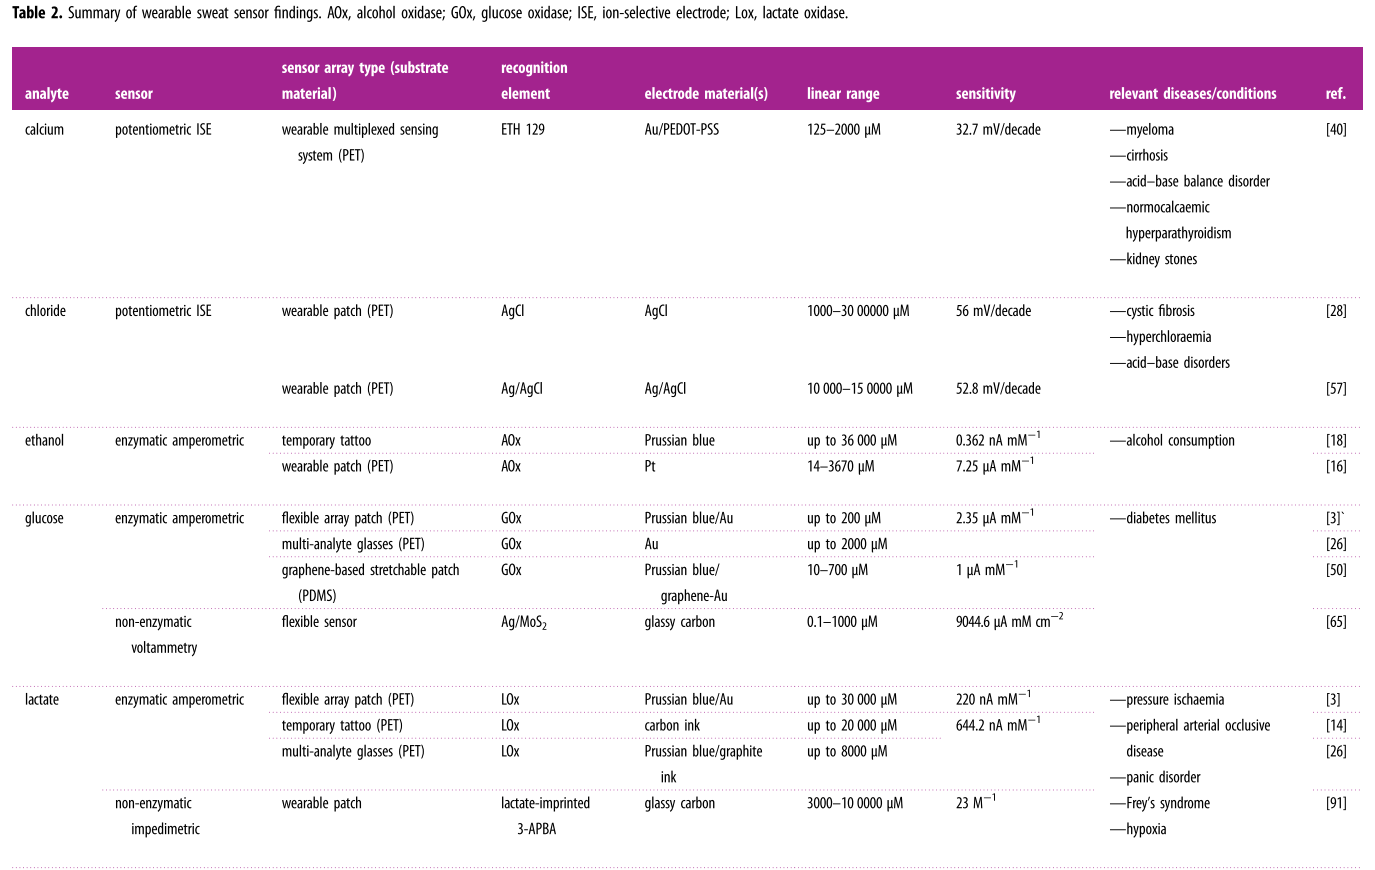 Table 2. Summary of wearable sweat sensor findings. AOx, alcohol oxidase; GOx, glucose oxidase; ISE, ion-selective electrode; Lox, lactate oxidase.
sensor array type (substrate recognition
analyte sensor material) element electrode material(s) linear range sensitivity relevant diseases/conditions ref.
calcium potentiometric ISE wearable multiplexed sensing ETH 129 Au/PEDOT-PSS 125–2000 µM 32.7 mV/decade —myeloma [40]
system (PET) —cirrhosis
—acid–base balance disorder
—normocalcaemic
hyperparathyroidism
—kidney stones
chloride potentiometric ISE wearable patch (PET) AgCl AgCl 1000–30 00000 µM 56 mV/decade —cystic fibrosis [28]
—hyperchloraemia
—acid–base disorders
wearable patch (PET) Ag/AgCl Ag/AgCl 10 000–15 0000 µM 52.8 mV/decade [57]
ethanol enzymatic amperometric temporary tattoo AOx Prussian blue up to 36 000 µM 0.362 nA mM⁻¹ —alcohol consumption [18]
wearable patch (PET) AOx Pt 14–3670 µM 7.25 µA mM⁻¹ [16]
glucose enzymatic amperometric flexible array patch (PET) GOx Prussian blue/Au up to 200 µM 2.35 µA mM⁻¹ —diabetes mellitus [3]`
multi-analyte glasses (PET) GOx Au up to 2000 µM [26]
graphene-based stretchable patch GOx Prussian blue/ 10–700 µM 1 µA mM⁻¹ [50]
(PDMS) graphene-Au
non-enzymatic flexible sensor Ag/MoS₂ glassy carbon 0.1–1000 µM 9044.6 µA mM cm⁻² [65]
voltammetry
lactate enzymatic amperometric flexible array patch (PET) LOx Prussian blue/Au up to 30 000 µM 220 nA mM⁻¹ —pressure ischaemia [3]
temporary tattoo (PET) LOx carbon ink up to 20 000 µM 644.2 nA mM⁻¹ —peripheral arterial occlusive [14]
multi-analyte glasses (PET) LOx Prussian blue/graphite up to 8000 µM disease [26]
ink —panic disorder
non-enzymatic wearable patch lactate-imprinted glassy carbon 3000–10 0000 µM 23 M⁻¹ —Frey's syndrome [91]
impedimetric 3-APBA —hypoxia